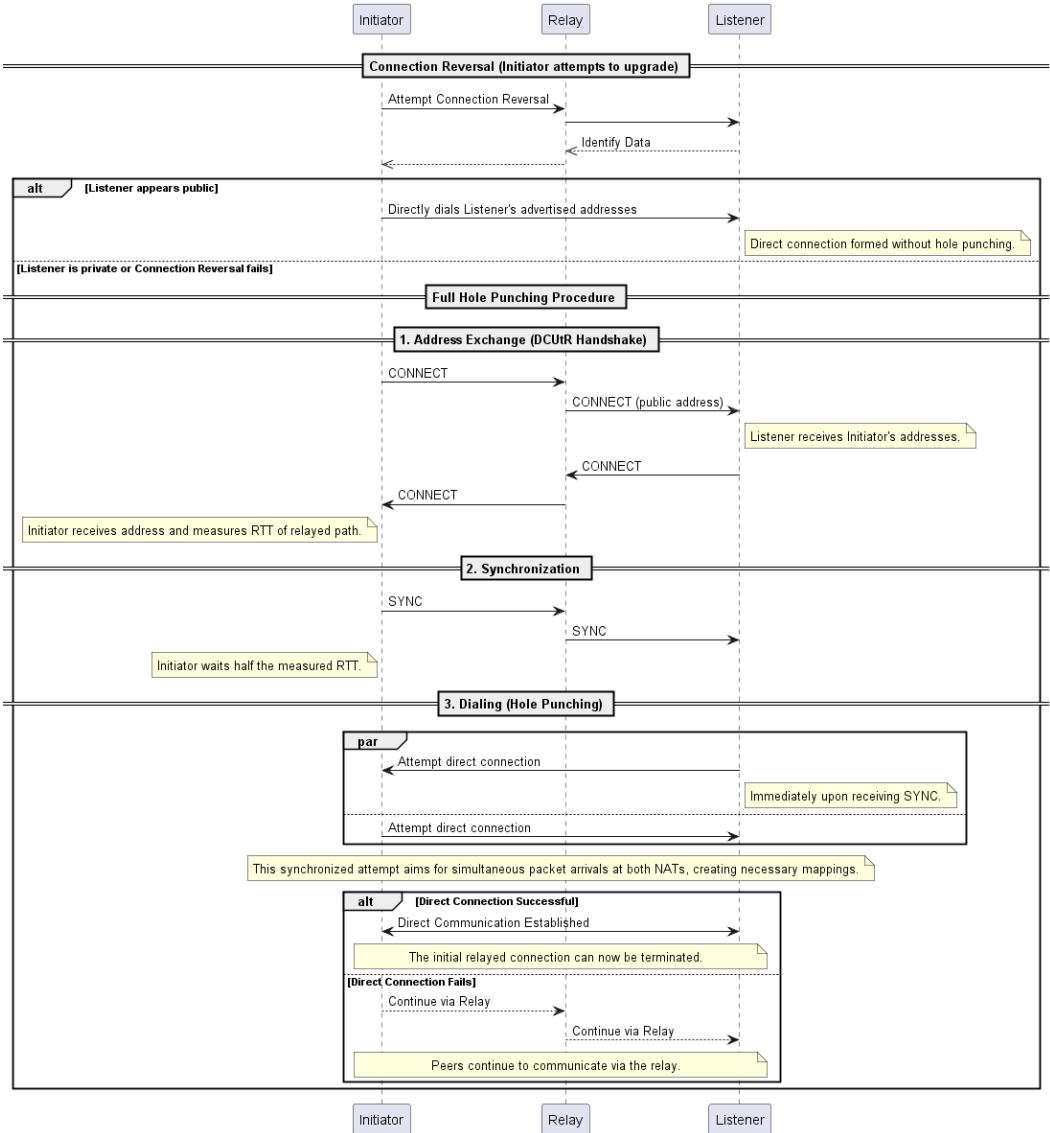 Initiator Relay Listener
Connection Reversal (Initiator attempts to upgrade)
Attempt Connection Reversal
Identify Data
alt [Listener appears public]
Directly dials Listener's advertised addresses
Direct connection formed without hole punching.
[Listener is private or Connection Reversal fails]
Full Hole Punching Procedure
1. Address Exchange (DCUtR Handshake)
CONNECT
CONNECT (public address)
Listener receives Initiator's addresses.
CONNECT
CONNECT
Initiator receives address and measures RTT of relayed path.
2. Synchronization
SYNC
SYNC
Initiator waits half the measured RTT.
3. Dialing (Hole Punching)
par
Attempt direct connection
Immediately upon receiving SYNC.
Attempt direct connection
This synchronized attempt aims for simultaneous packet arrivals at both NATs, creating necessary mappings.
alt [Direct Connection Successful]
Direct Communication Established
The initial relayed connection can now be terminated.
[Direct Connection Fails]
Continue via Relay
Continue via Relay
Peers continue to communicate via the relay.
Initiator Relay Listener